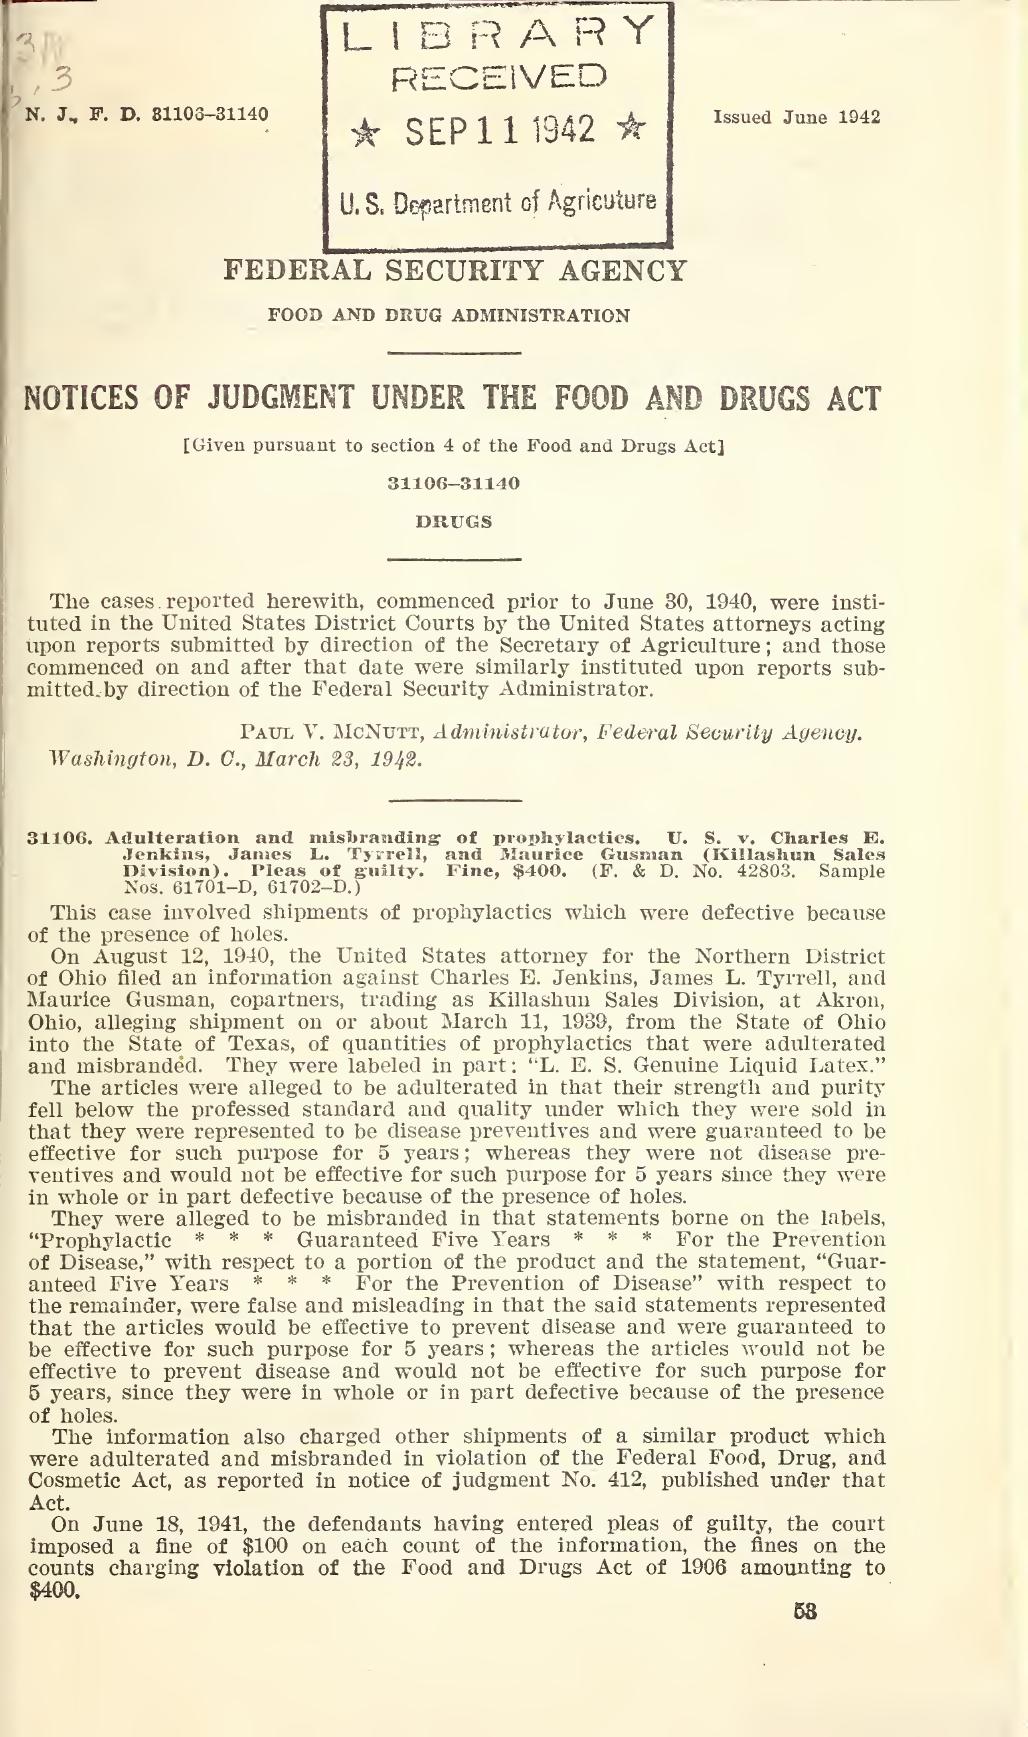 3
3
LIBRARY
RECEIVED
★ SEP 11 1942 ★
U. S. Department of Agricuture
N. J., F. D. 31106–31140
Issued June 1942
FEDERAL SECURITY AGENCY
FOOD AND DRUG ADMINISTRATION
NOTICES OF JUDGMENT UNDER THE FOOD AND DRUGS ACT
[Given pursuant to section 4 of the Food and Drugs Act]
31106–31140
DRUGS
The cases reported herewith, commenced prior to June 30, 1940, were insti-
tuted in the United States District Courts by the United States attorneys acting
upon reports submitted by direction of the Secretary of Agriculture; and those
commenced on and after that date were similarly instituted upon reports sub-
mitted by direction of the Federal Security Administrator.
PAUL V. MCNUTT, Administrator, Federal Security Agency.
Washington, D. C., March 23, 1942.
31106. Adulteration and misbranding of prophylactics. U. S. v. Charles E.
Jenkins, James L. Tyrrell, and Maurice Gusman (Killashun Sales
Division). Pleas of guilty. Fine, $400. (F. & D. No. 42803. Sample
Nos. 61701–D, 61702–D.)
This case involved shipments of prophylactics which were defective because
of the presence of holes.
On August 12, 1940, the United States attorney for the Northern District
of Ohio filed an information against Charles E. Jenkins, James L. Tyrrell, and
Maurice Gusman, copartners, trading as Killashun Sales Division, at Akron,
Ohio, alleging shipment on or about March 11, 1939, from the State of Ohio
into the State of Texas, of quantities of prophylactics that were adulterated
and misbranded. They were labeled in part: “L. E. S. Genuine Liquid Latex.”
The articles were alleged to be adulterated in that their strength and purity
fell below the professed standard and quality under which they were sold in
that they were represented to be disease preventives and were guaranteed to be
effective for such purpose for 5 years; whereas they were not disease pre-
ventives and would not be effective for such purpose for 5 years since they were
in whole or in part defective because of the presence of holes.
They were alleged to be misbranded in that statements borne on the labels,
“Prophylactic * * * Guaranteed Five Years * * * For the Prevention
of Disease,” with respect to a portion of the product and the statement, “Guar-
anteed Five Years * * * For the Prevention of Disease” with respect to
the remainder, were false and misleading in that the said statements represented
that the articles would be effective to prevent disease and were guaranteed to
be effective for such purpose for 5 years; whereas the articles would not be
effective to prevent disease and would not be effective for such purpose for
5 years, since they were in whole or in part defective because of the presence
of holes.
The information also charged other shipments of a similar product which
were adulterated and misbranded in violation of the Federal Food, Drug, and
Cosmetic Act, as reported in notice of judgment No. 412, published under that
Act.
On June 18, 1941, the defendants having entered pleas of guilty, the court
imposed a fine of $100 on each count of the information, the fines on the
counts charging violation of the Food and Drugs Act of 1906 amounting to
$400.
53